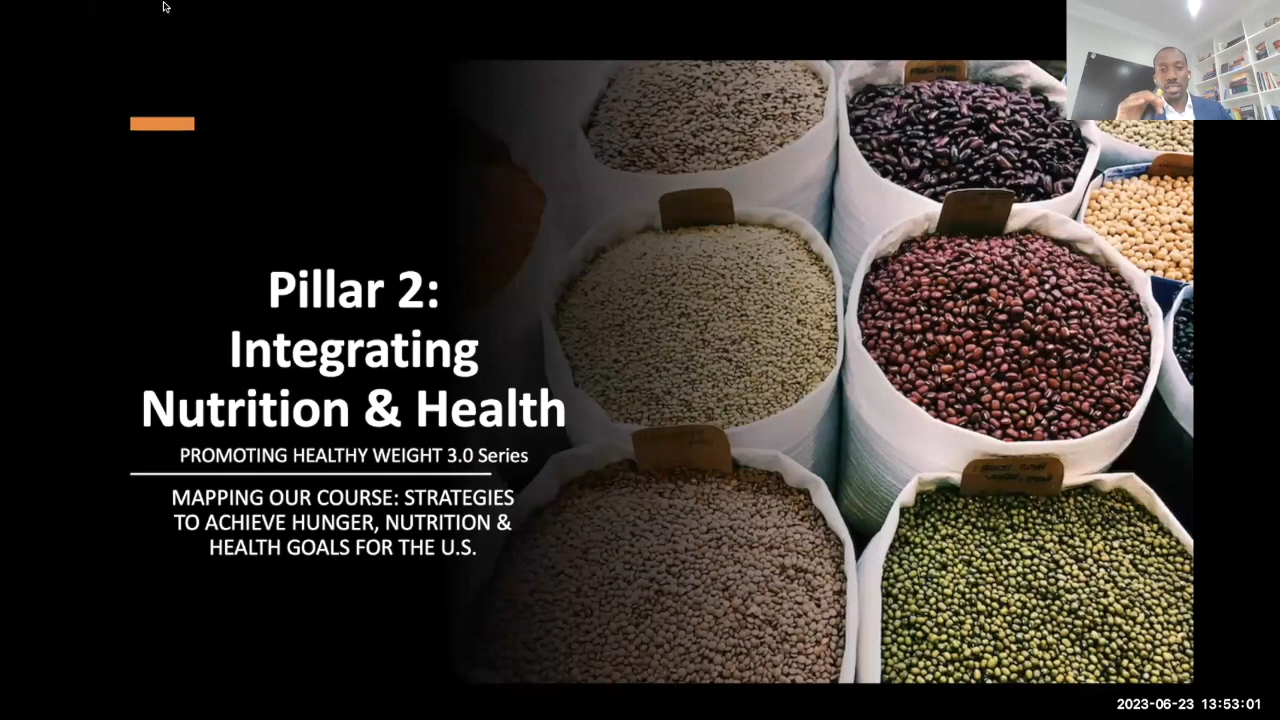 Pillar 2:
Integrating
Nutrition & Health
PROMOTING HEALTHY WEIGHT 3.0 Series
MAPPING OUR COURSE: STRATEGIES
TO ACHIEVE HUNGER, NUTRITION &
HEALTH GOALS FOR THE U.S.
2023-06-23 13:53:01